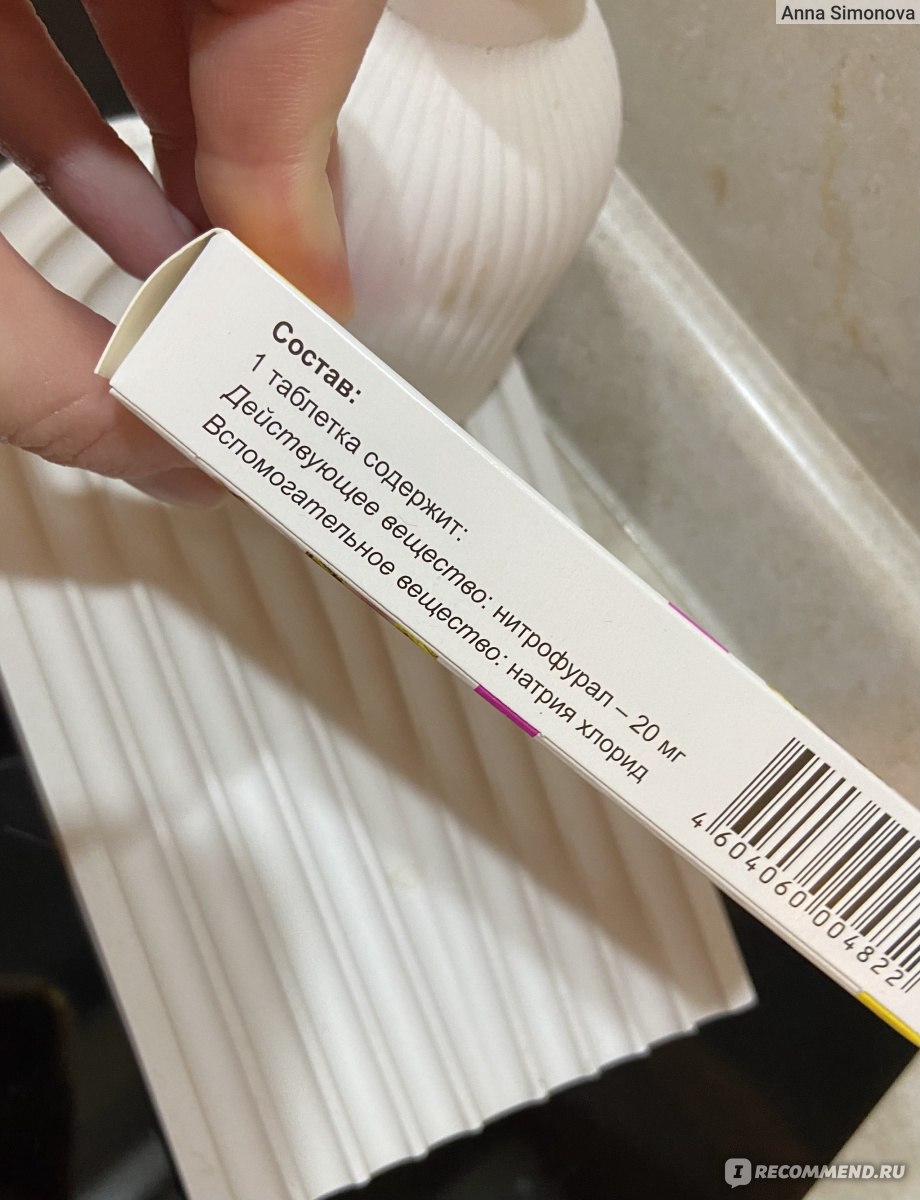 Anna Simonova
Состав:
1 таблетка содержит:
Действующее вещество: нитрофурал – 20 мг
Вспомогательное вещество: натрия хлорид
4 604060 004822
IRECOMMEND.RU